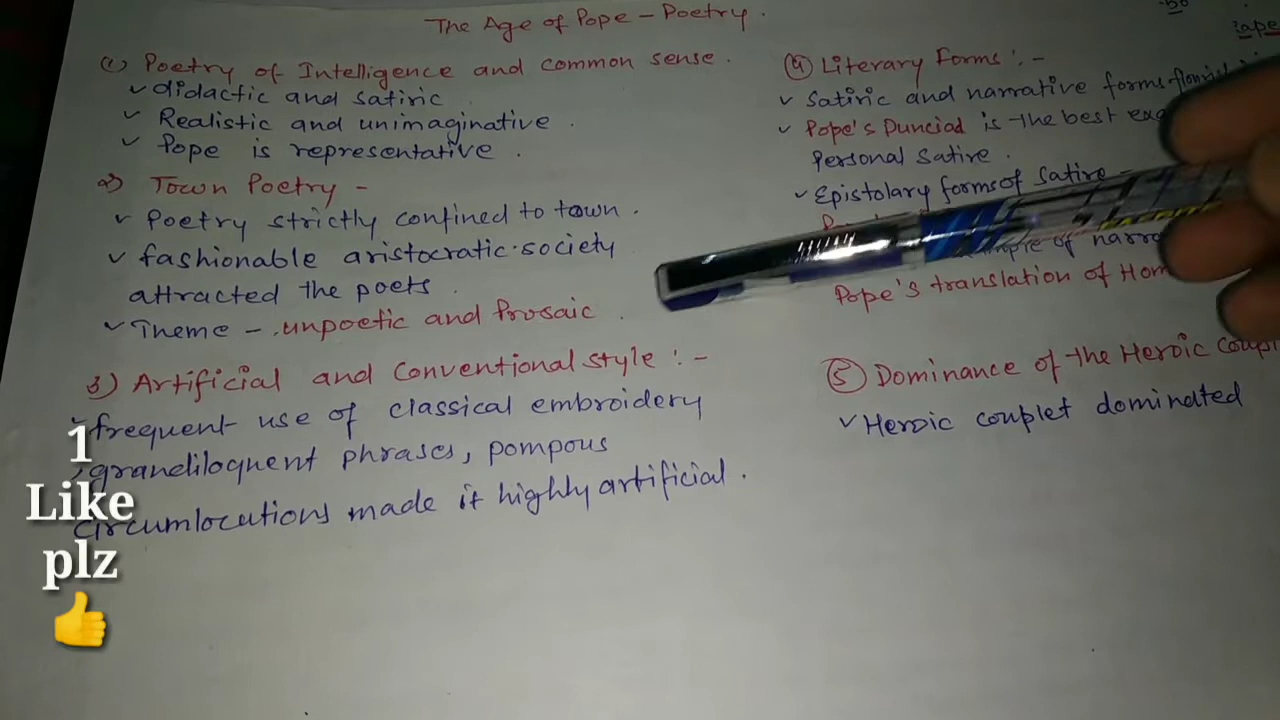 The Age of Pope - Poetry.
1) Poetry of Intelligence and common sense.
✓ didactic and satiric
✓ Realistic and unimaginative.
✓ Pope is representative.
2) Town Poetry -
✓ Poetry strictly confined to town.
✓ fashionable aristocratic society
attracted the poets.
✓ Theme - unpoetic and Prosaic.
3) Artificial and Conventional style :-
✓ frequent use of classical embroidery
, grandiloquent phrases, pompous
circumlocutions made it highly artificial.
4) Literary Forms :-
✓ Satiric and narrative forms
✓ Pope's Dunciad is the best
Personal Satire.
✓ Epistolary forms of Satire -
of
Pope's translation of
5) Dominance of the Heroic
✓ Heroic couplet dominated
1
Like
plz
👍